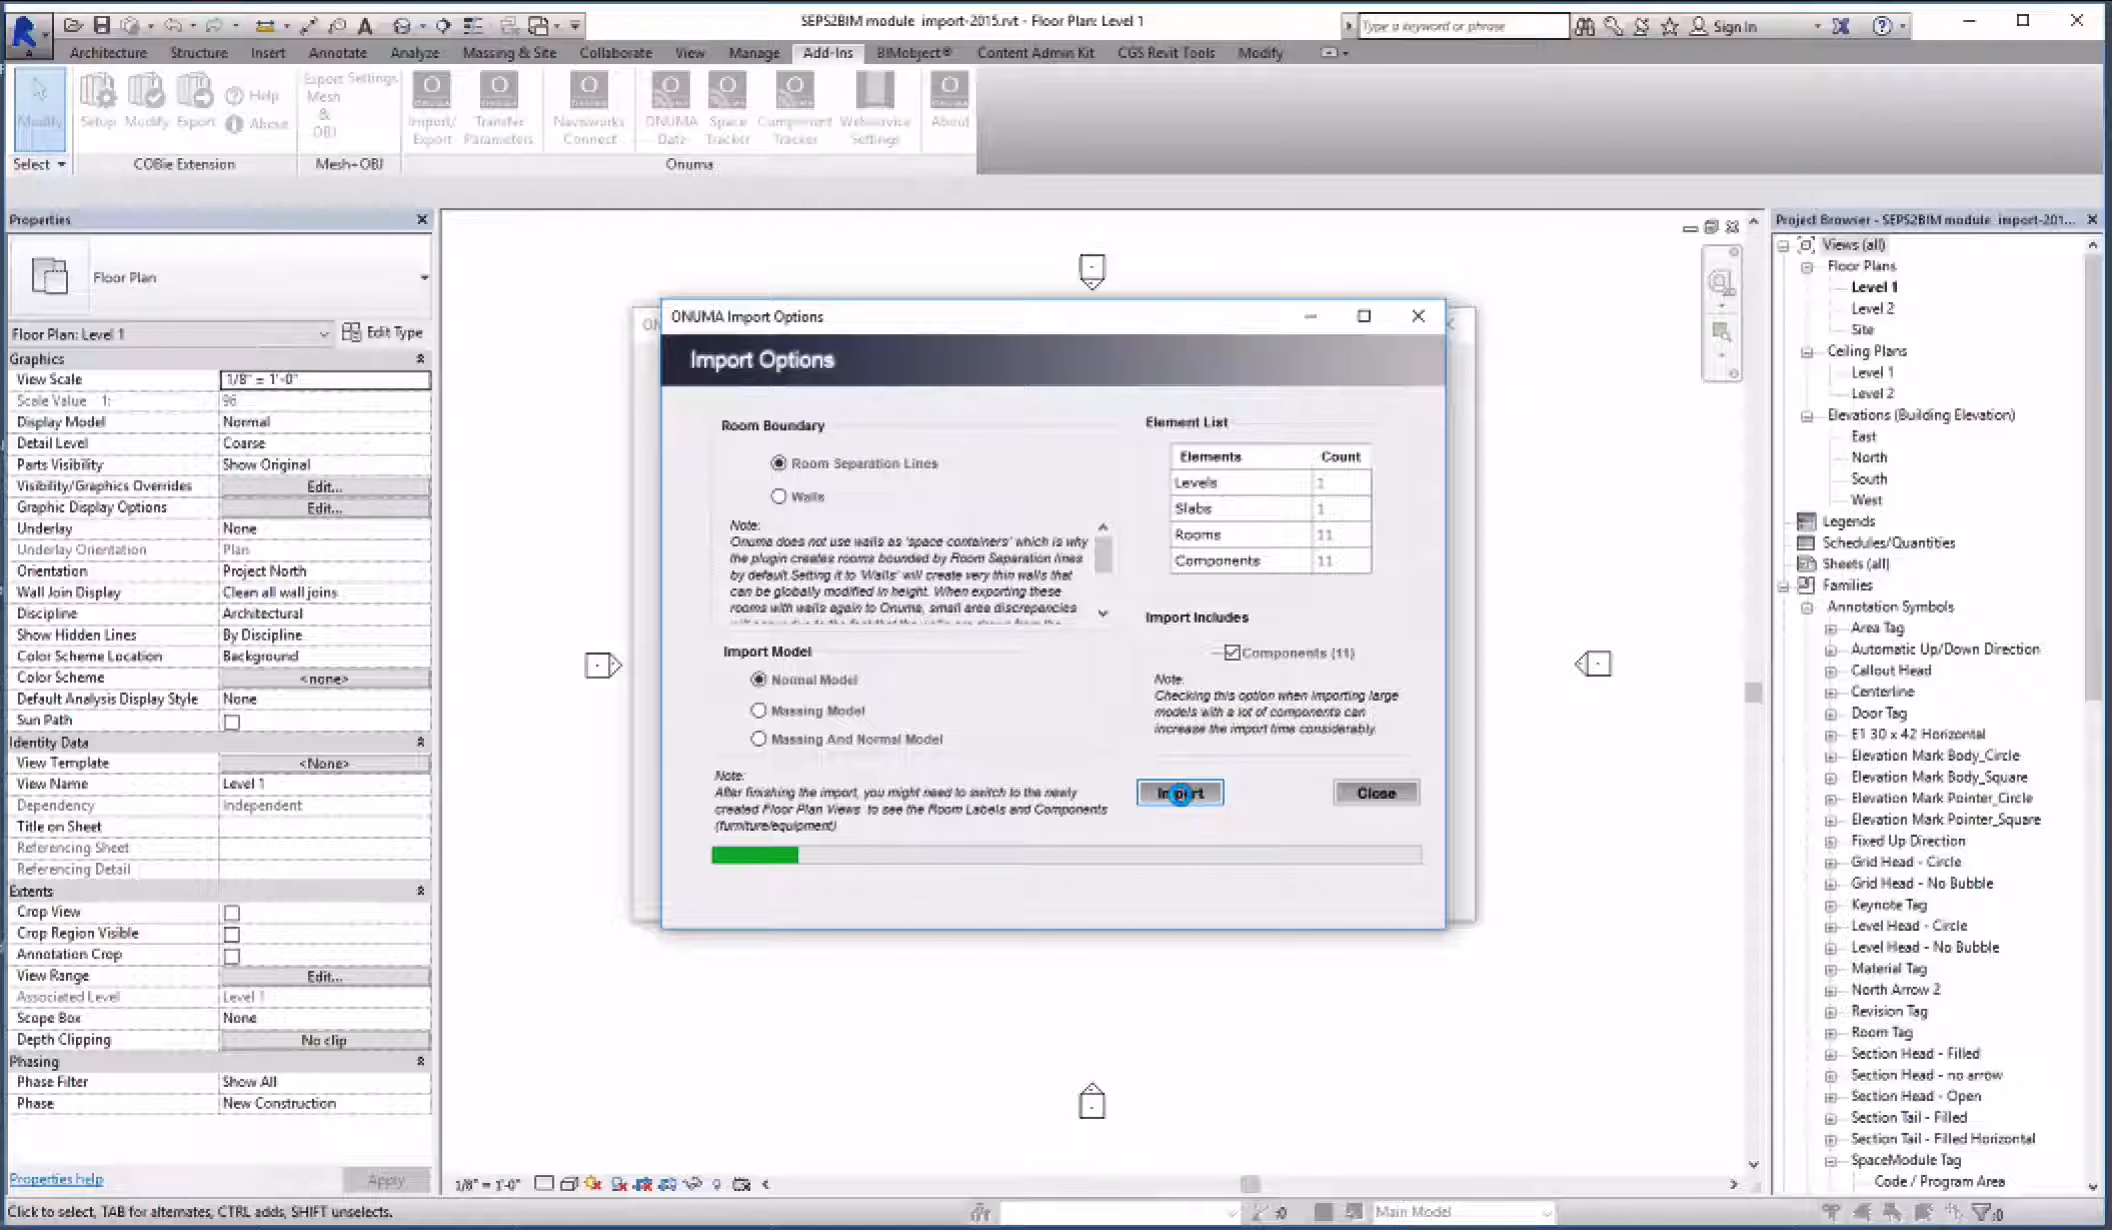 SEPS2BIM module import-2015.rvt - Floor Plan: Level 1
Type a keyword or phrase
Sign In
Architecture Structure Insert Annotate Analyze Massing & Site Collaborate View Manage Add-Ins BIMobject® Content Admin Kit CGS Revit Tools Modify
Modify
Setup Modify Export
Help
About
Export Settings
Mesh
&
OBJ
Import/
Export
Transfer
Parameters
Navisworks
Connect
ONUMA
Data
Space
Tracker
Component
Tracker
Webservice
Settings
About
Select
COBie Extension
Mesh+OBJ
Onuma
Properties
Floor Plan
Floor Plan: Level 1
Edit Type
Graphics
View Scale 1/8" = 1'-0"
Scale Value 1: 96
Display Model Normal
Detail Level Coarse
Parts Visibility Show Original
Visibility/Graphics Overrides Edit...
Graphic Display Options Edit...
Underlay None
Underlay Orientation Plan
Orientation Project North
Wall Join Display Clean all wall joins
Discipline Architectural
Show Hidden Lines By Discipline
Color Scheme Location Background
Color Scheme <none>
Default Analysis Display Style None
Sun Path
Identity Data
View Template <None>
View Name Level 1
Dependency Independent
Title on Sheet
Referencing Sheet
Referencing Detail
Extents
Crop View
Crop Region Visible
Annotation Crop
View Range Edit...
Associated Level Level 1
Scope Box None
Depth Clipping No clip
Phasing
Phase Filter Show All
Phase New Construction
Properties help
Apply
ONUMA Import Options
Import Options
Room Boundary
Room Separation Lines
Walls
Note:
Onuma does not use walls as 'space containers' which is why
the plugin creates rooms bounded by Room Separation lines
by default.Setting it to 'Walls' will create very thin walls that
can be globally modified in height. When exporting these
rooms with walls again to Onuma, small area discrepancies
Import Model
Normal Model
Massing Model
Massing And Normal Model
Note:
After finishing the import, you might need to switch to the newly
created Floor Plan Views to see the Room Labels and Components
(furniture/equipment)
Element List
Elements Count
Levels 1
Slabs 1
Rooms 11
Components 11
Import Includes
Components (11)
Note:
Checking this option when importing large
models with a lot of components can
increase the import time considerably.
Import
Close
Project Browser - SEPS2BIM module import-201...
Views (all)
Floor Plans
Level 1
Level 2
Site
Ceiling Plans
Level 1
Level 2
Elevations (Building Elevation)
East
North
South
West
Legends
Schedules/Quantities
Sheets (all)
Families
Annotation Symbols
Area Tag
Automatic Up/Down Direction
Callout Head
Centerline
Door Tag
E1 30 x 42 Horizontal
Elevation Mark Body_Circle
Elevation Mark Body_Square
Elevation Mark Pointer_Circle
Elevation Mark Pointer_Square
Fixed Up Direction
Grid Head - Circle
Grid Head - No Bubble
Keynote Tag
Level Head - Circle
Level Head - No Bubble
Material Tag
North Arrow 2
Revision Tag
Room Tag
Section Head - Filled
Section Head - no arrow
Section Head - Open
Section Tail - Filled
Section Tail - Filled Horizontal
SpaceModule Tag
Code / Program Area
1/8" = 1'-0"
Click to select, TAB for alternates, CTRL adds, SHIFT unselects.
:0
Main Model
:0